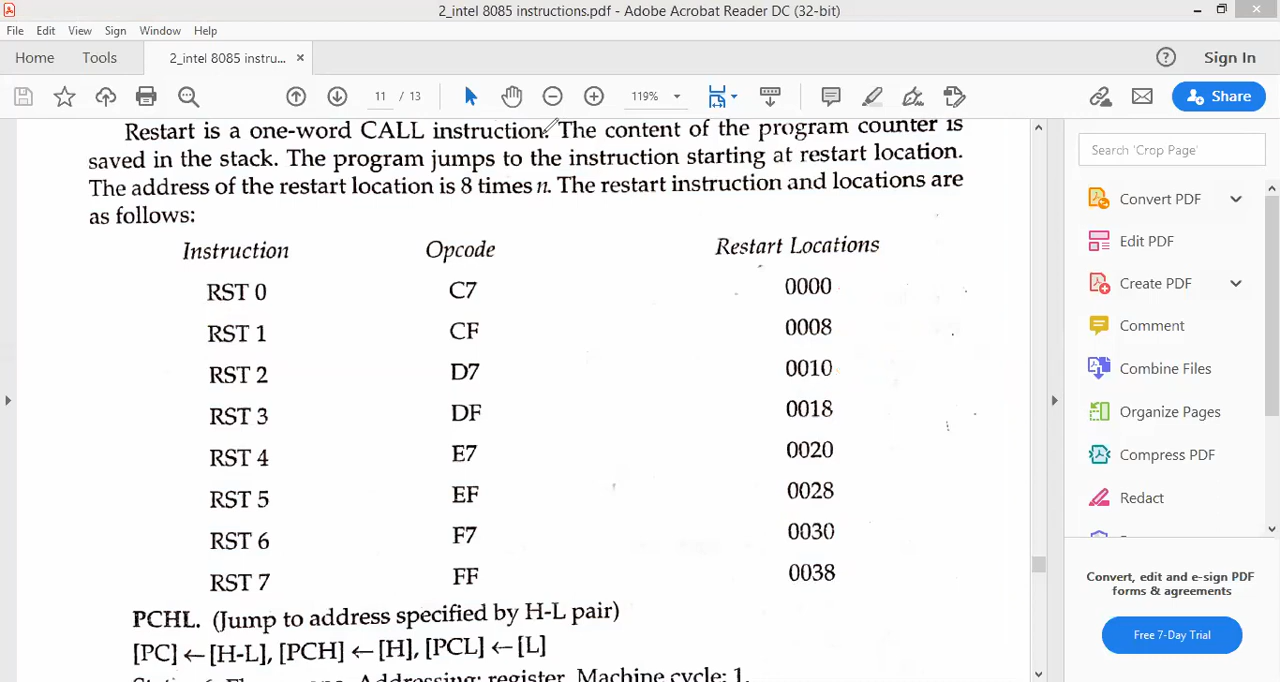 2_intel 8085 instructions.pdf - Adobe Acrobat Reader DC (32-bit)
File Edit View Sign Window Help
Home Tools 2_intel 8085 instru... × Sign In
11 / 13 119% Share
Restart is a one-word CALL instruction. The content of the program counter is
saved in the stack. The program jumps to the instruction starting at restart location.
The address of the restart location is 8 times n. The restart instruction and locations are
as follows:
Instruction Opcode Restart Locations
RST 0 C7 0000
RST 1 CF 0008
RST 2 D7 0010
RST 3 DF 0018
RST 4 E7 0020
RST 5 EF 0028
RST 6 F7 0030
RST 7 FF 0038
PCHL. (Jump to address specified by H-L pair)
[PC] ← [H-L], [PCH] ← [H], [PCL] ← [L]
Addressing: register. Machine cycle: 1.
Search 'Crop Page'
Convert PDF
Edit PDF
Create PDF
Comment
Combine Files
Organize Pages
Compress PDF
Redact
Convert, edit and e-sign PDF
forms & agreements
Free 7-Day Trial